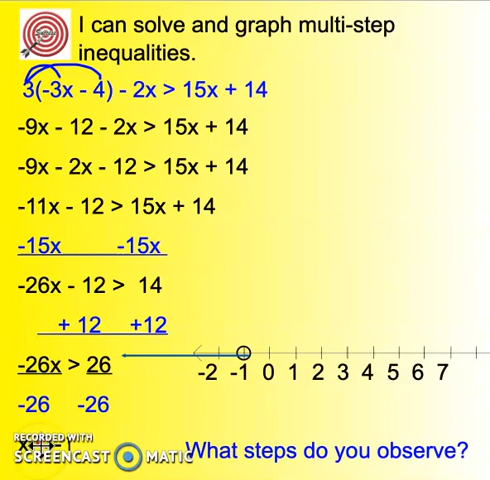 I can solve and graph multi-step
inequalities.
3(-3x - 4) - 2x > 15x + 14
-9x - 12 - 2x > 15x + 14
-9x - 2x - 12 > 15x + 14
-11x - 12 > 15x + 14
-15x -15x
-26x - 12 > 14
+ 12 +12
-26x > 26
-2 -1 0 1 2 3 4 5 6 7
-26 -26
RECORDED WITH
SCREENCAST MATIC
What steps do you observe?